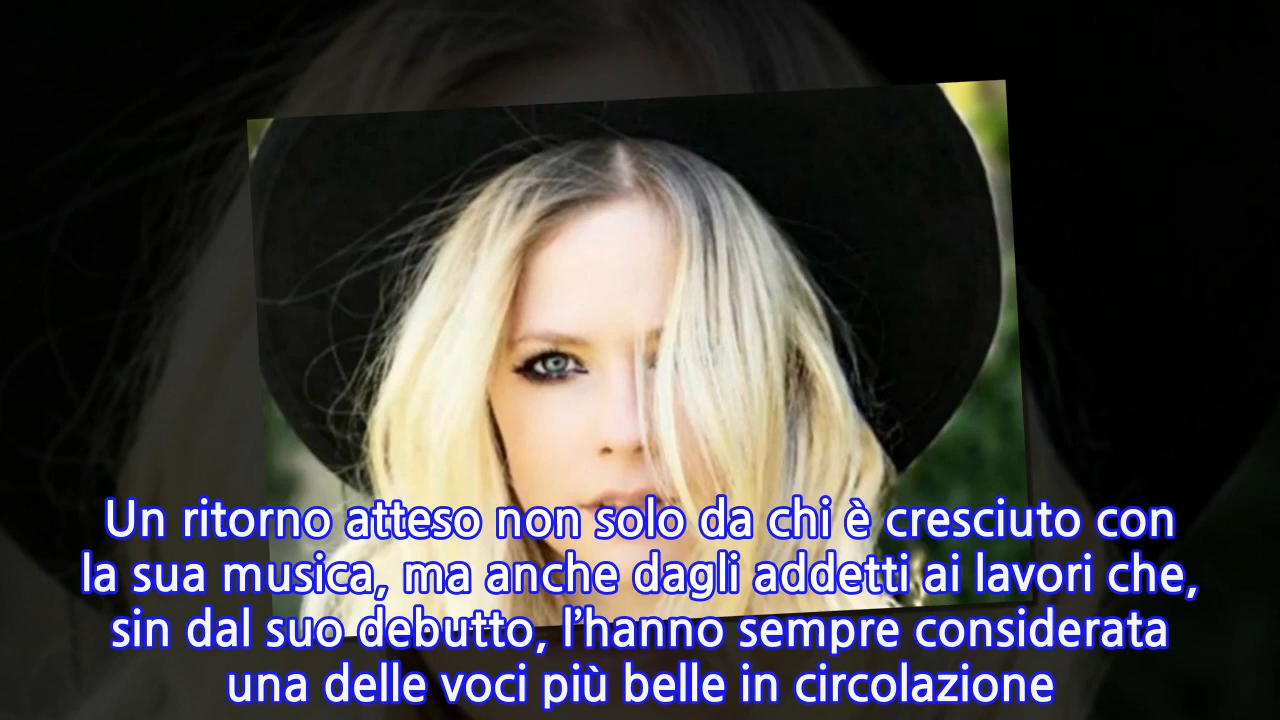 Un ritorno atteso non solo da chi è cresciuto con
la sua musica, ma anche dagli addetti ai lavori che,
sin dal suo debutto, l’hanno sempre considerata
una delle voci più belle in circolazione